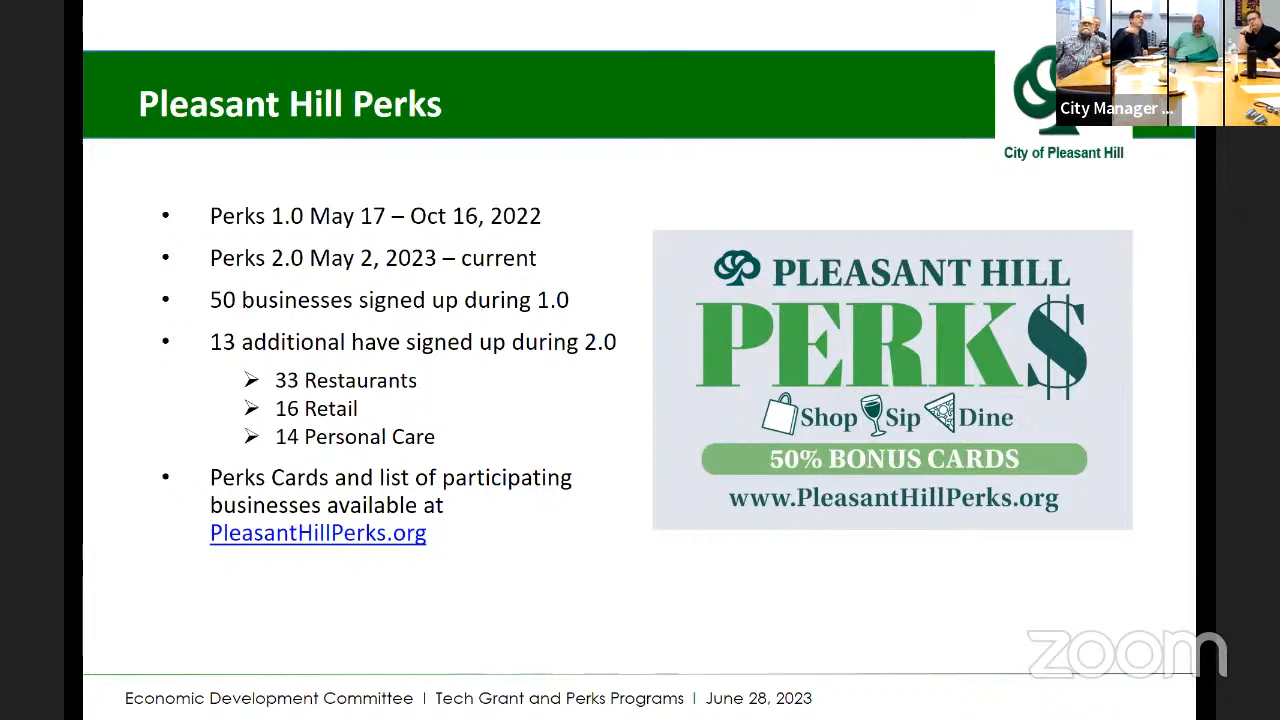 Pleasant Hill Perks
City Manager ...
City of Pleasant Hill
• Perks 1.0 May 17 – Oct 16, 2022
• Perks 2.0 May 2, 2023 – current
• 50 businesses signed up during 1.0
• 13 additional have signed up during 2.0
➢ 33 Restaurants
➢ 16 Retail
➢ 14 Personal Care
• Perks Cards and list of participating
businesses available at
PleasantHillPerks.org
PLEASANT HILL
PERK$
Shop Sip Dine
50% BONUS CARDS
www.PleasantHillPerks.org
zoom
Economic Development Committee | Tech Grant and Perks Programs | June 28, 2023